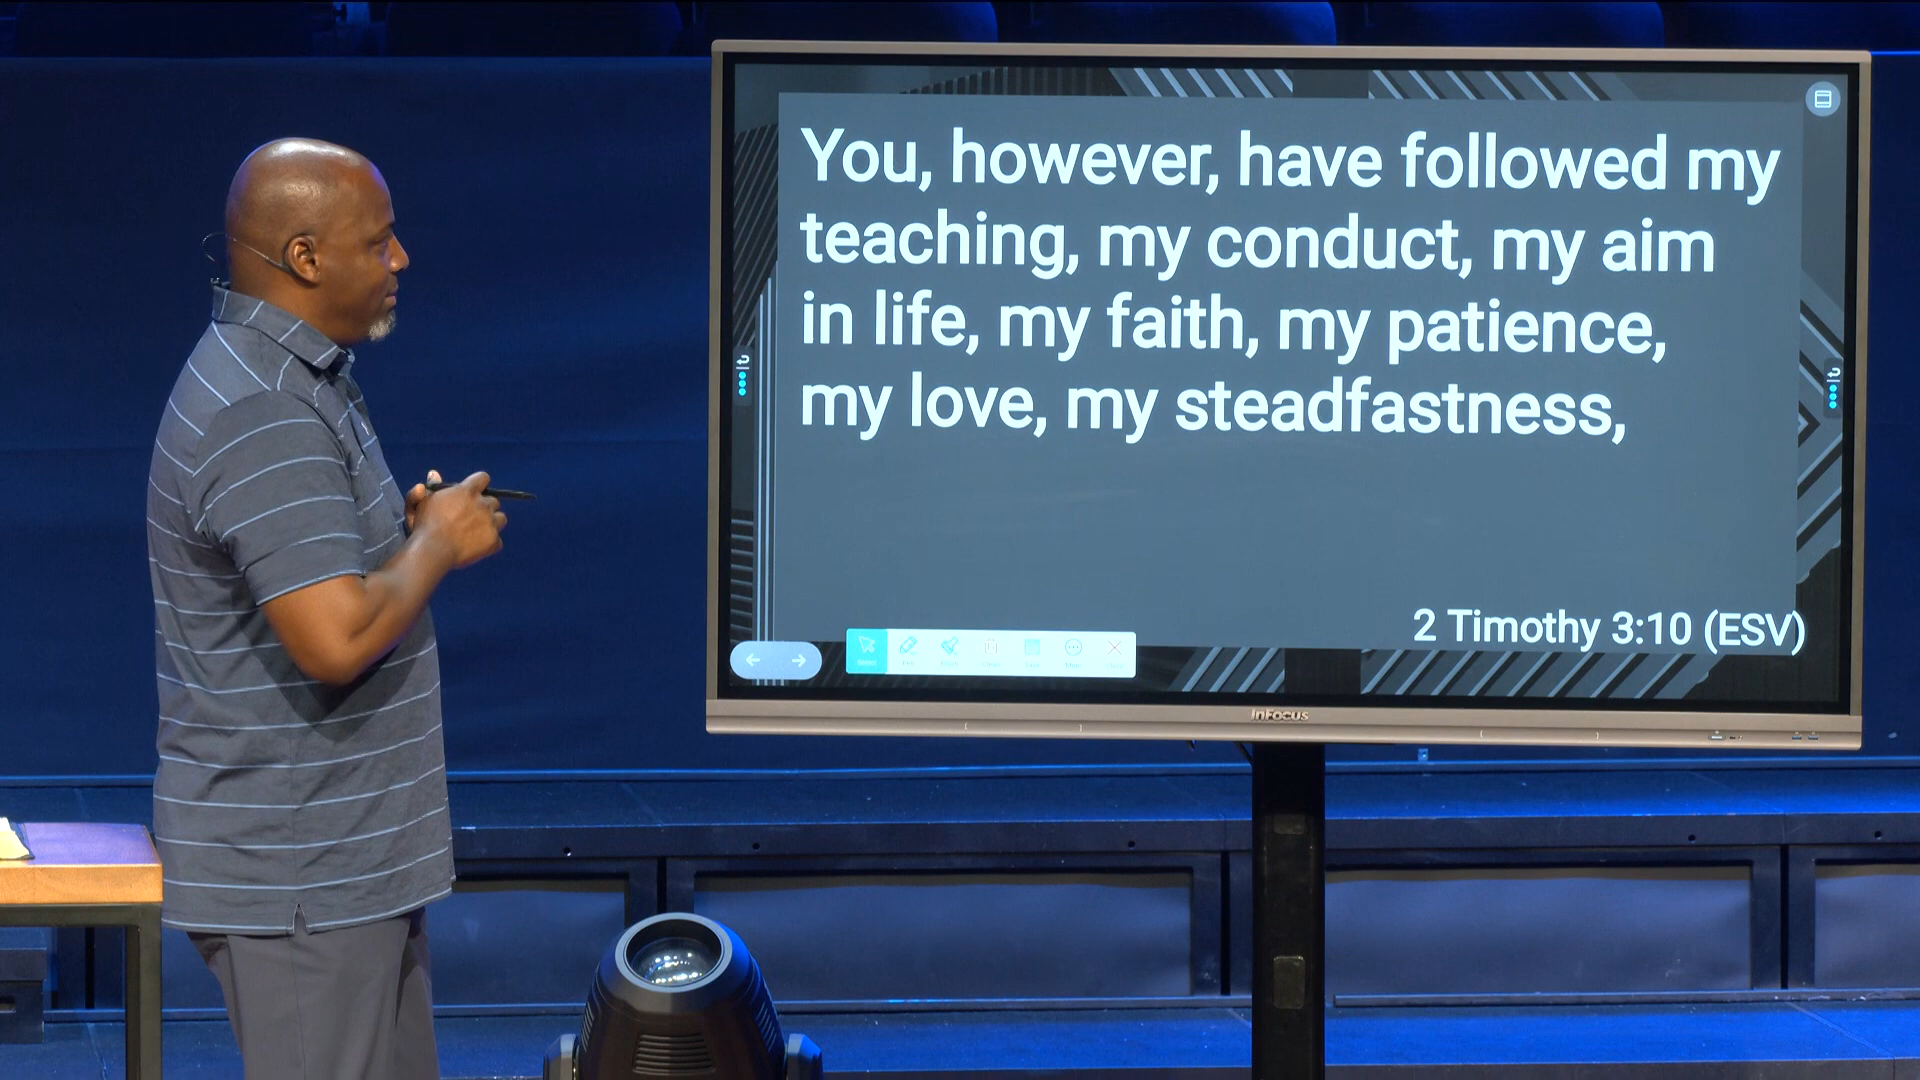 You, however, have followed my
teaching, my conduct, my aim
in life, my faith, my patience,
my love, my steadfastness,
2 Timothy 3:10 (ESV)
InFocus